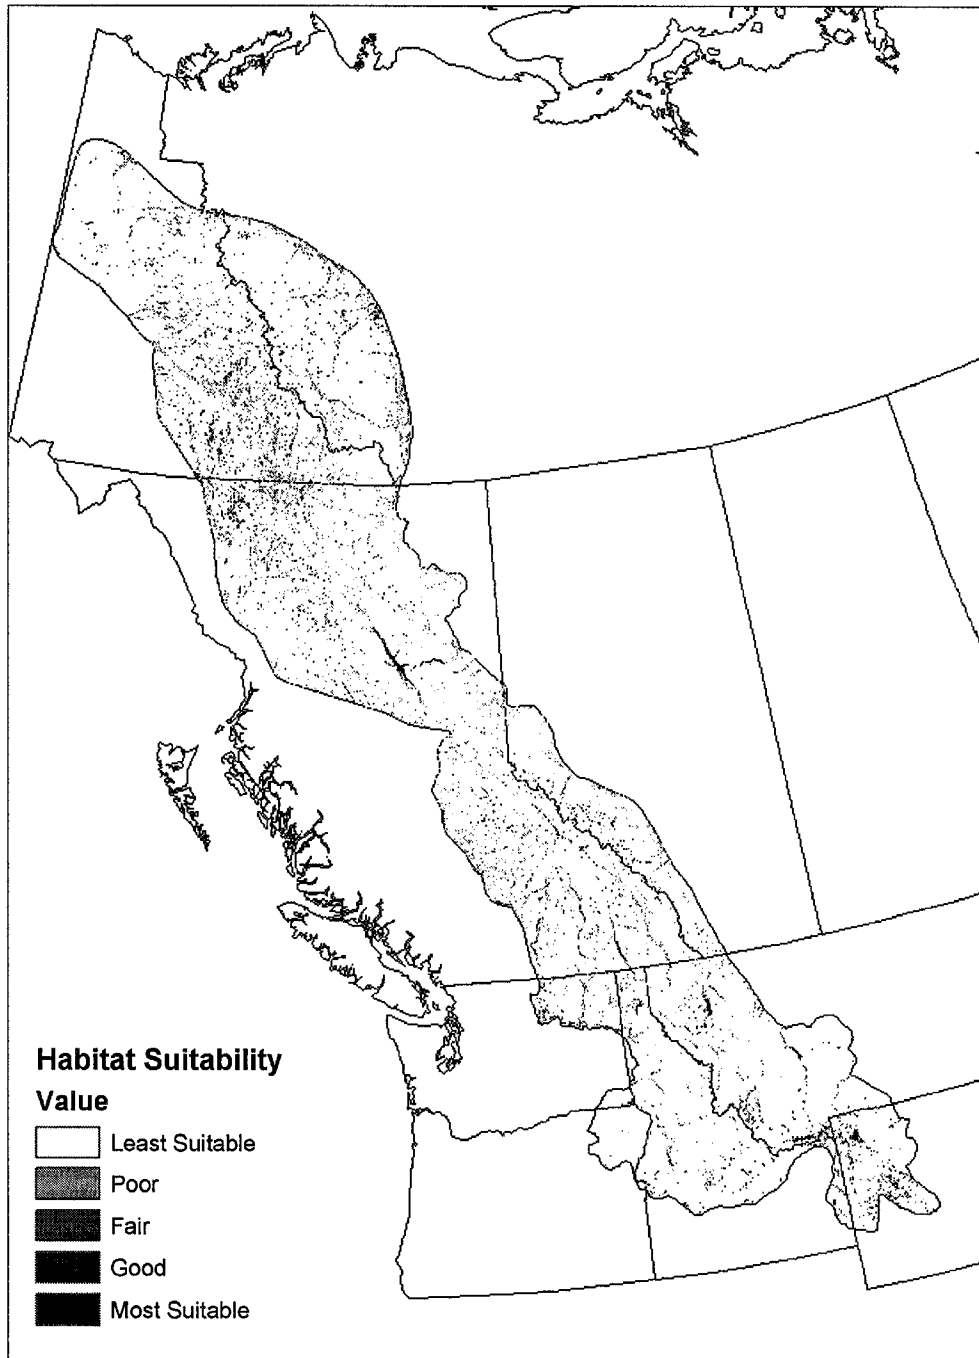 Habitat Suitability
Value
Least Suitable
Poor
Fair
Good
Most Suitable